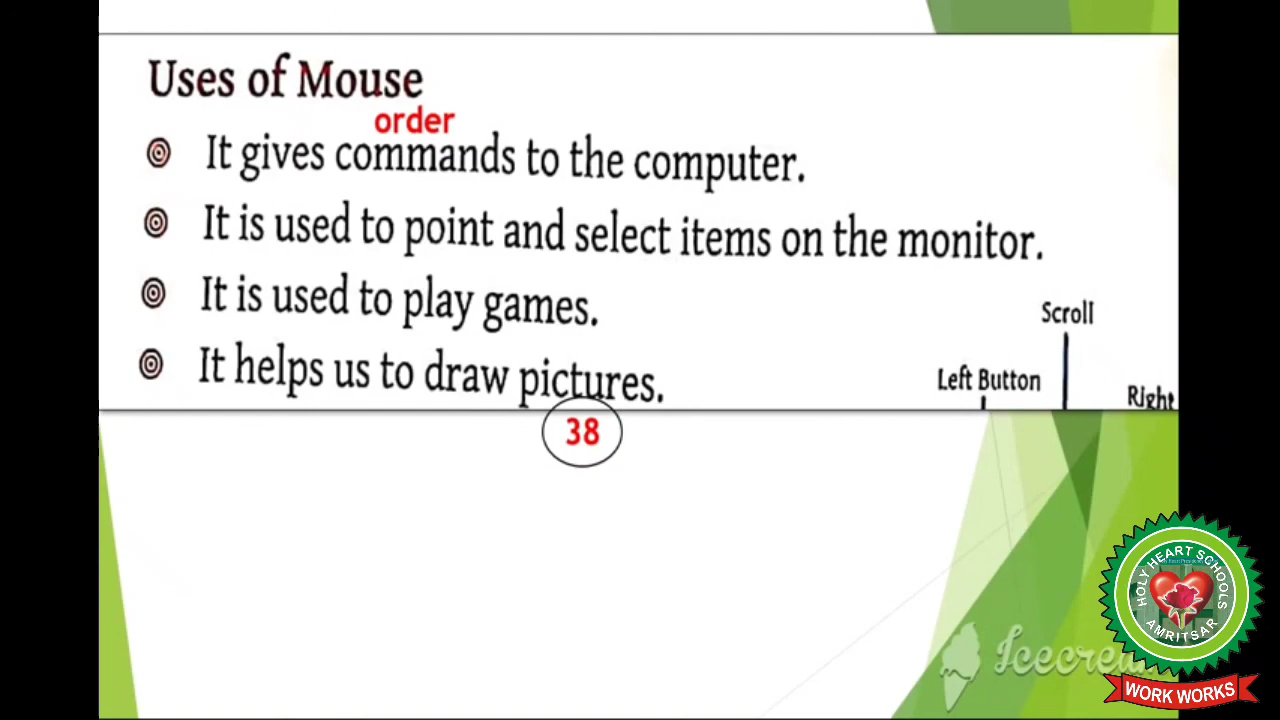 Uses of Mouse
order
It gives commands to the computer.
It is used to point and select items on the monitor.
It is used to play games.
It helps us to draw pictures.
Scroll
Left Button
Right
38
HOLY HEART SCHOOLS
AMRITSAR
WORK WORKS